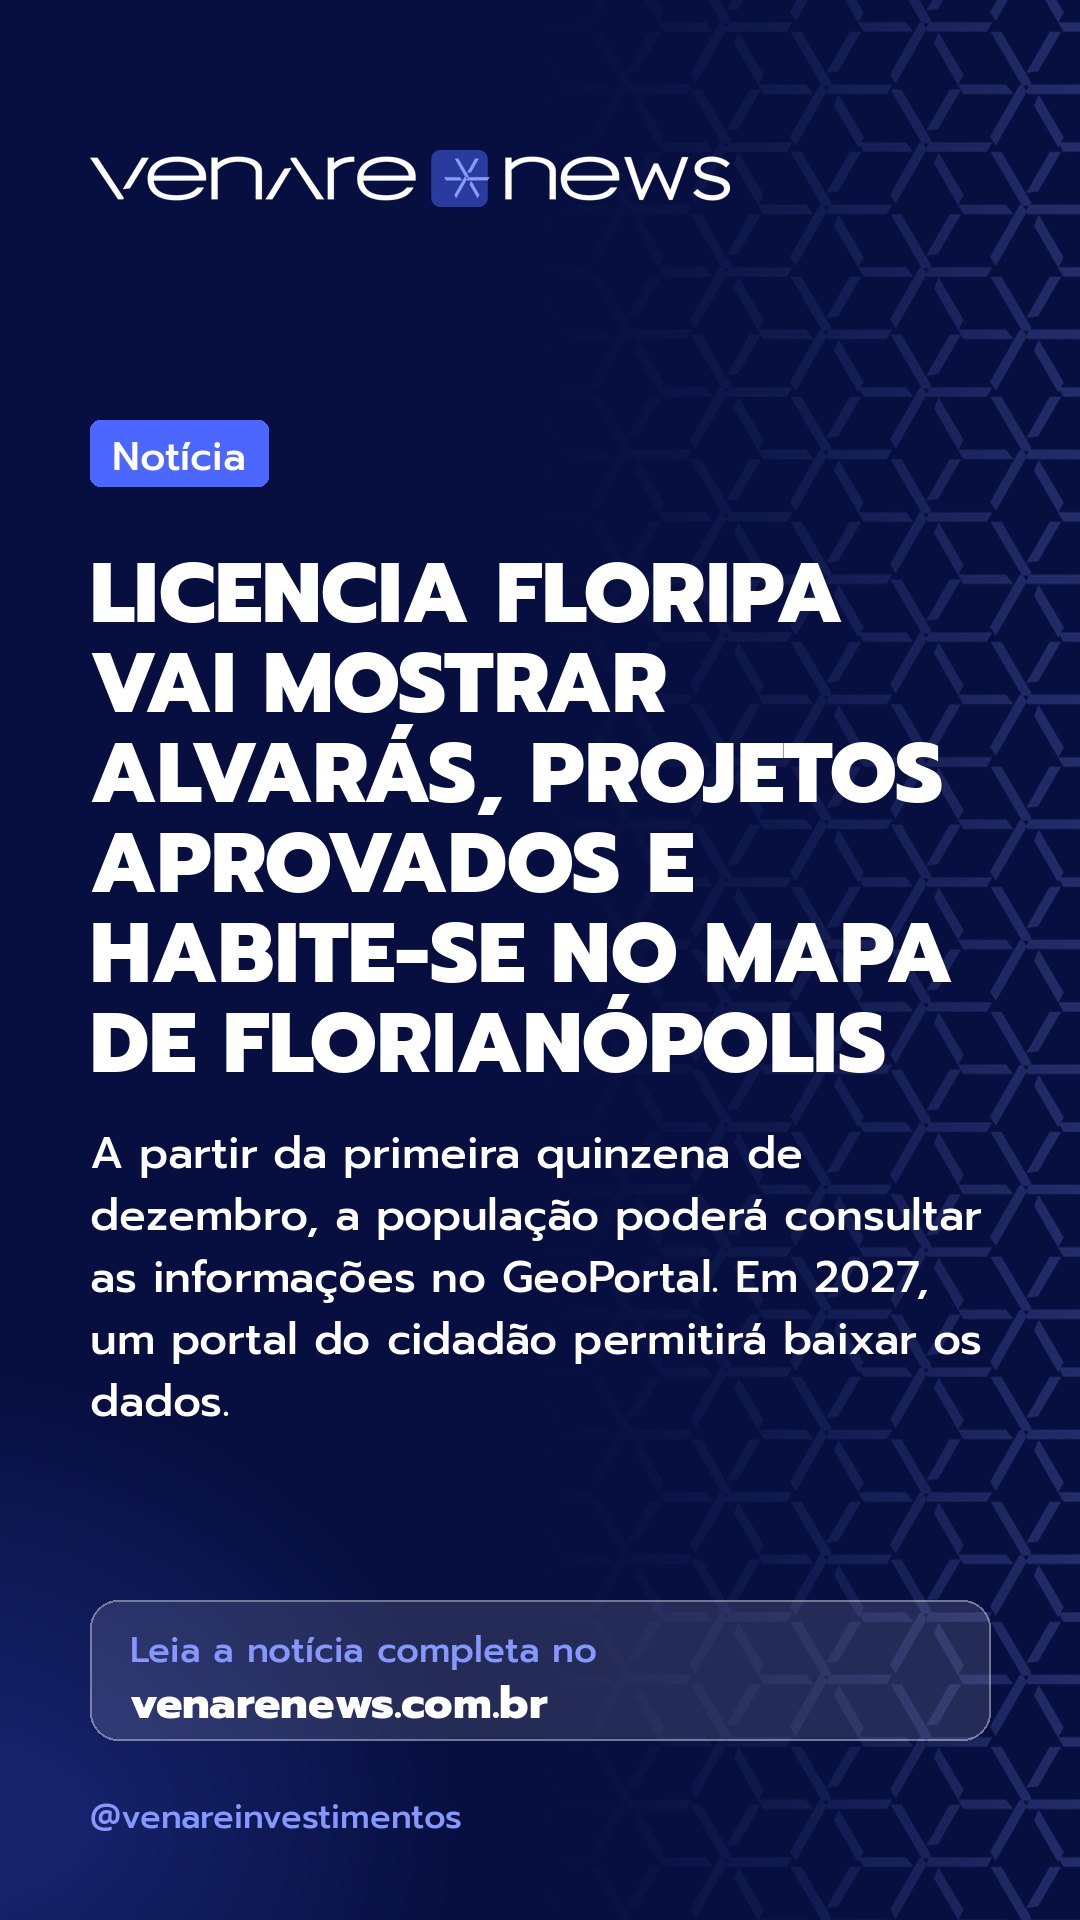 venare news
Notícia
LICENCIA FLORIPA
VAI MOSTRAR
ALVARÁS, PROJETOS
APROVADOS E
HABITE-SE NO MAPA
DE FLORIANÓPOLIS
A partir da primeira quinzena de
dezembro, a população poderá consultar
as informações no GeoPortal. Em 2027,
um portal do cidadão permitirá baixar os
dados.
Leia a notícia completa no
venarenews.com.br
@venareinvestimentos